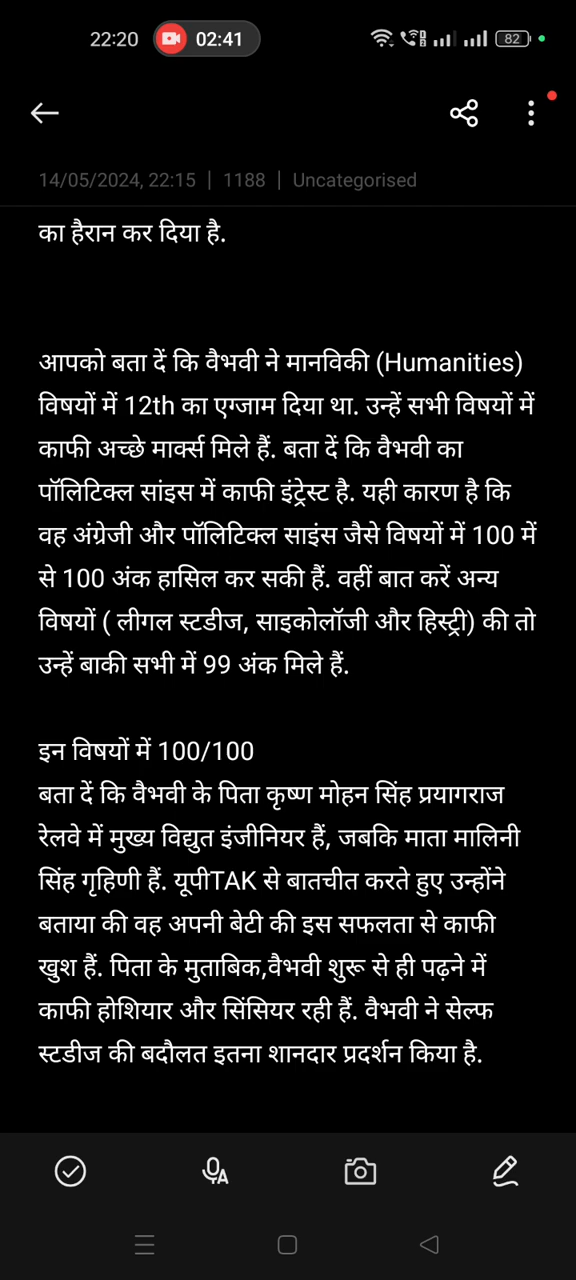 22:20 02:41 82
14/05/2024, 22:15 | 1188 | Uncategorised
का हैरान कर दिया है.
आपको बता दें कि वैभवी ने मानविकी (Humanities)
विषयों में 12th का एग्जाम दिया था. उन्हें सभी विषयों में
काफी अच्छे मार्क्स मिले हैं. बता दें कि वैभवी का
पॉलिटिक्ल सांइस में काफी इंट्रेस्ट है. यही कारण है कि
वह अंग्रेजी और पॉलिटिक्ल साइंस जैसे विषयों में 100 में
से 100 अंक हासिल कर सकी हैं. वहीं बात करें अन्य
विषयों ( लीगल स्टडीज, साइकोलॉजी और हिस्ट्री) की तो
उन्हें बाकी सभी में 99 अंक मिले हैं.
इन विषयों में 100/100
बता दें कि वैभवी के पिता कृष्ण मोहन सिंह प्रयागराज
रेलवे में मुख्य विद्युत इंजीनियर हैं, जबकि माता मालिनी
सिंह गृहिणी हैं. यूपीTAK से बातचीत करते हुए उन्होंने
बताया की वह अपनी बेटी की इस सफलता से काफी
खुश हैं. पिता के मुताबिक,वैभवी शुरू से ही पढ़ने में
काफी होशियार और सिंसियर रही हैं. वैभवी ने सेल्फ
स्टडीज की बदौलत इतना शानदार प्रदर्शन किया है.